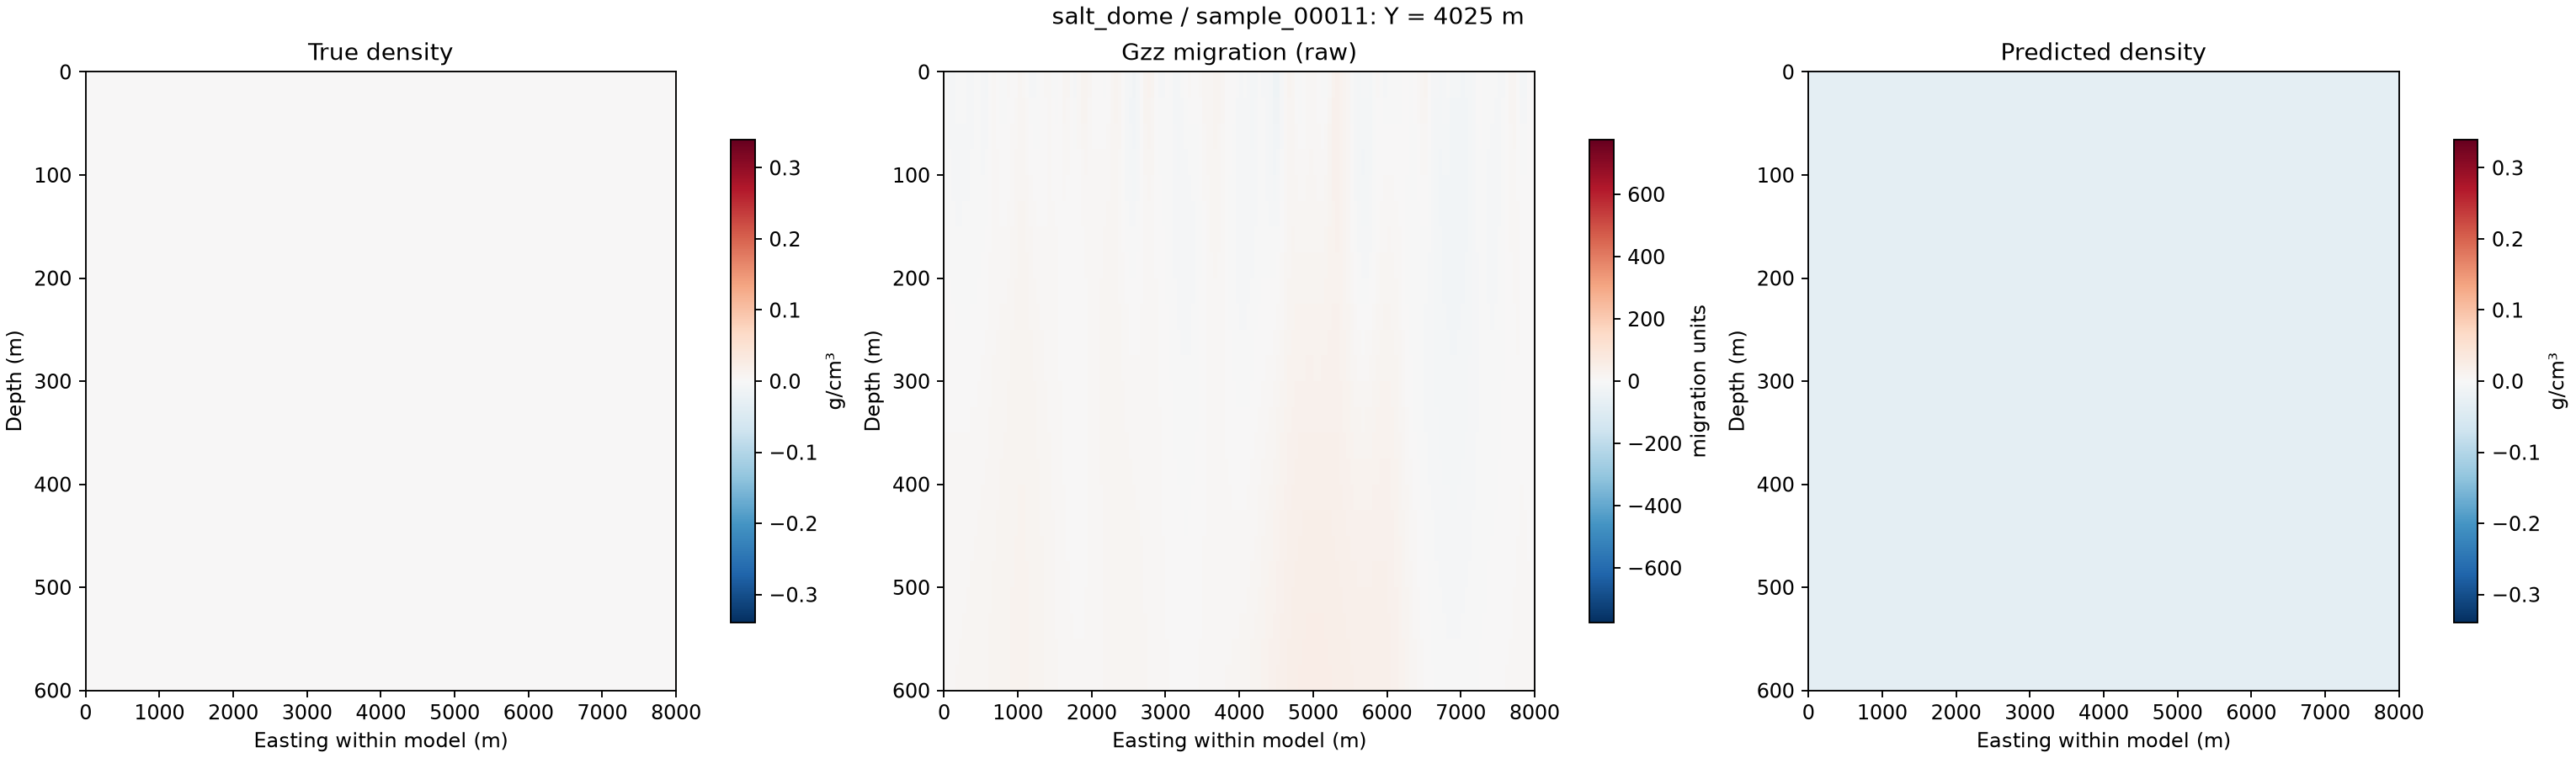 salt_dome / sample_00011: Y = 4025 m
True density
0
100
200
300
400
500
600
Depth (m)
0 1000 2000 3000 4000 5000 6000 7000 8000
Easting within model (m)
0.3
0.2
0.1
0.0
−0.1
−0.2
−0.3
g/cm³
Gzz migration (raw)
0
100
200
300
400
500
600
Depth (m)
0 1000 2000 3000 4000 5000 6000 7000 8000
Easting within model (m)
600
400
200
0
−200
−400
−600
migration units
Predicted density
0
100
200
300
400
500
600
Depth (m)
0 1000 2000 3000 4000 5000 6000 7000 8000
Easting within model (m)
0.3
0.2
0.1
0.0
−0.1
−0.2
−0.3
g/cm³